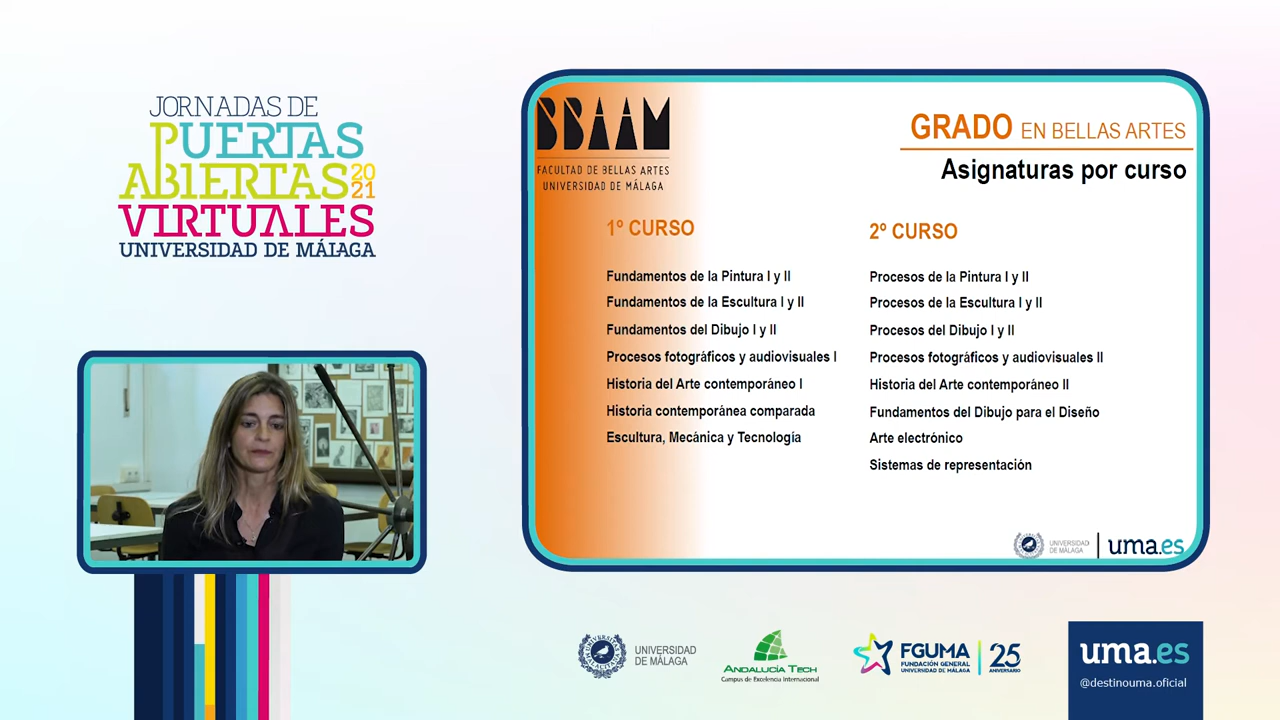 JORNADAS DE
PUERTAS
ABIERTAS 20
21
VIRTUALES
UNIVERSIDAD DE MÁLAGA
BBAAM
FACULTAD DE BELLAS ARTES
UNIVERSIDAD DE MÁLAGA
GRADO EN BELLAS ARTES
Asignaturas por curso
1º CURSO
Fundamentos de la Pintura I y II
Fundamentos de la Escultura I y II
Fundamentos del Dibujo I y II
Procesos fotográficos y audiovisuales I
Historia del Arte contemporáneo I
Historia contemporánea comparada
Escultura, Mecánica y Tecnología
2º CURSO
Procesos de la Pintura I y II
Procesos de la Escultura I y II
Procesos del Dibujo I y II
Procesos fotográficos y audiovisuales II
Historia del Arte contemporáneo II
Fundamentos del Dibujo para el Diseño
Arte electrónico
Sistemas de representación
UNIVERSIDAD
DE MÁLAGA
uma.es
UNIVERSIDAD
DE MÁLAGA
ANDALUCÍA TECH
Campus de Excelencia Internacional
FGUMA
FUNDACIÓN GENERAL
UNIVERSIDAD DE MÁLAGA
25
ANIVERSARIO
uma.es
@destinouma.oficial